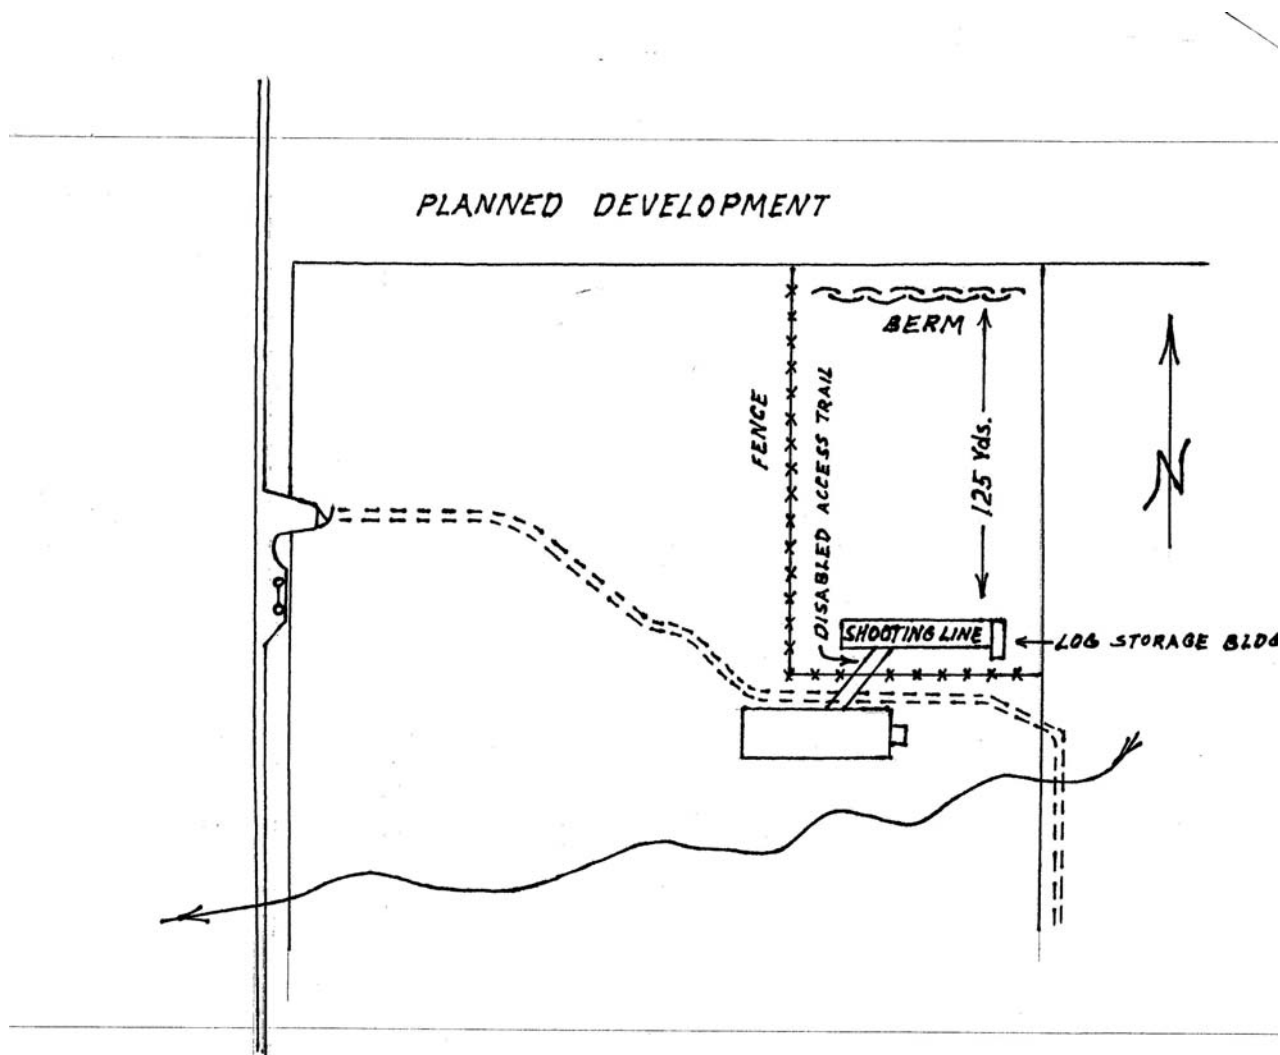 PLANNED DEVELOPMENT
BERM
FENCE
DISABLED ACCESS TRAIL
125 Yds.
N
SHOOTING LINE
LOG STORAGE BLDG